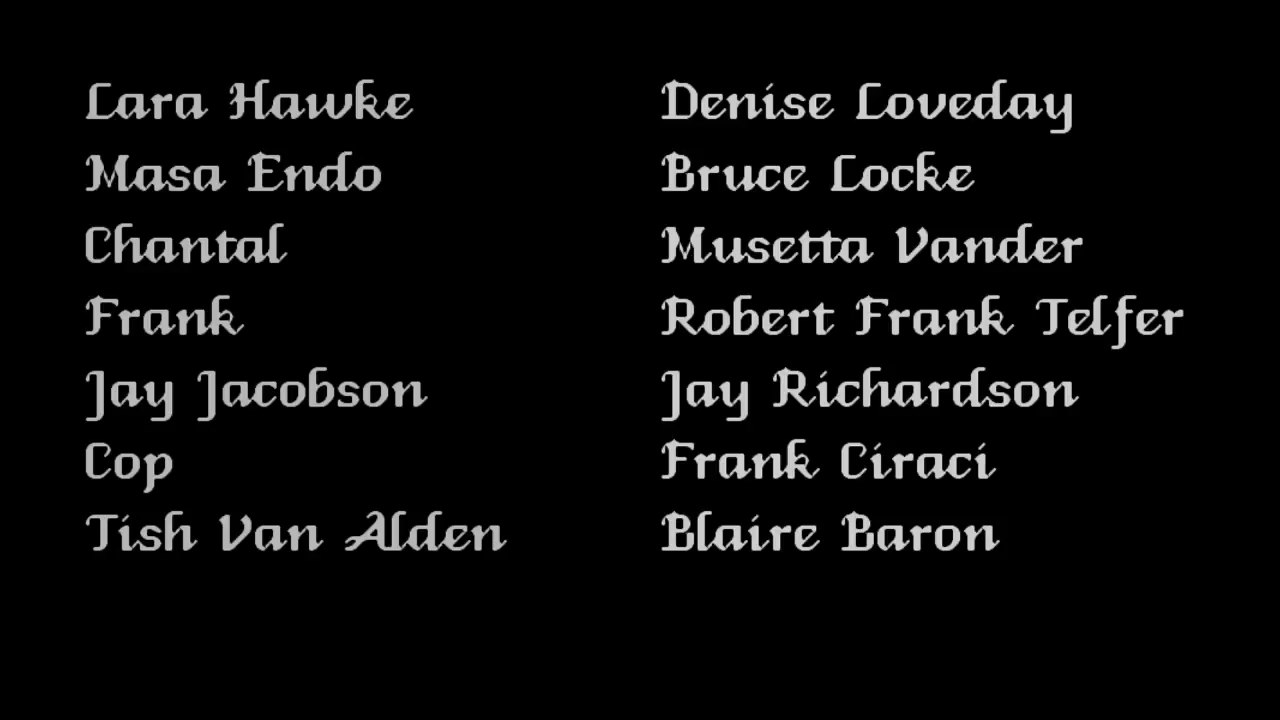 Lara Hawke Denise Loveday
Masa Endo Bruce Locke
Chantal Musetta Vander
Frank Robert Frank Telfer
Jay Jacobson Jay Richardson
Cop Frank Ciraci
Tish Van Alden Blaire Baron